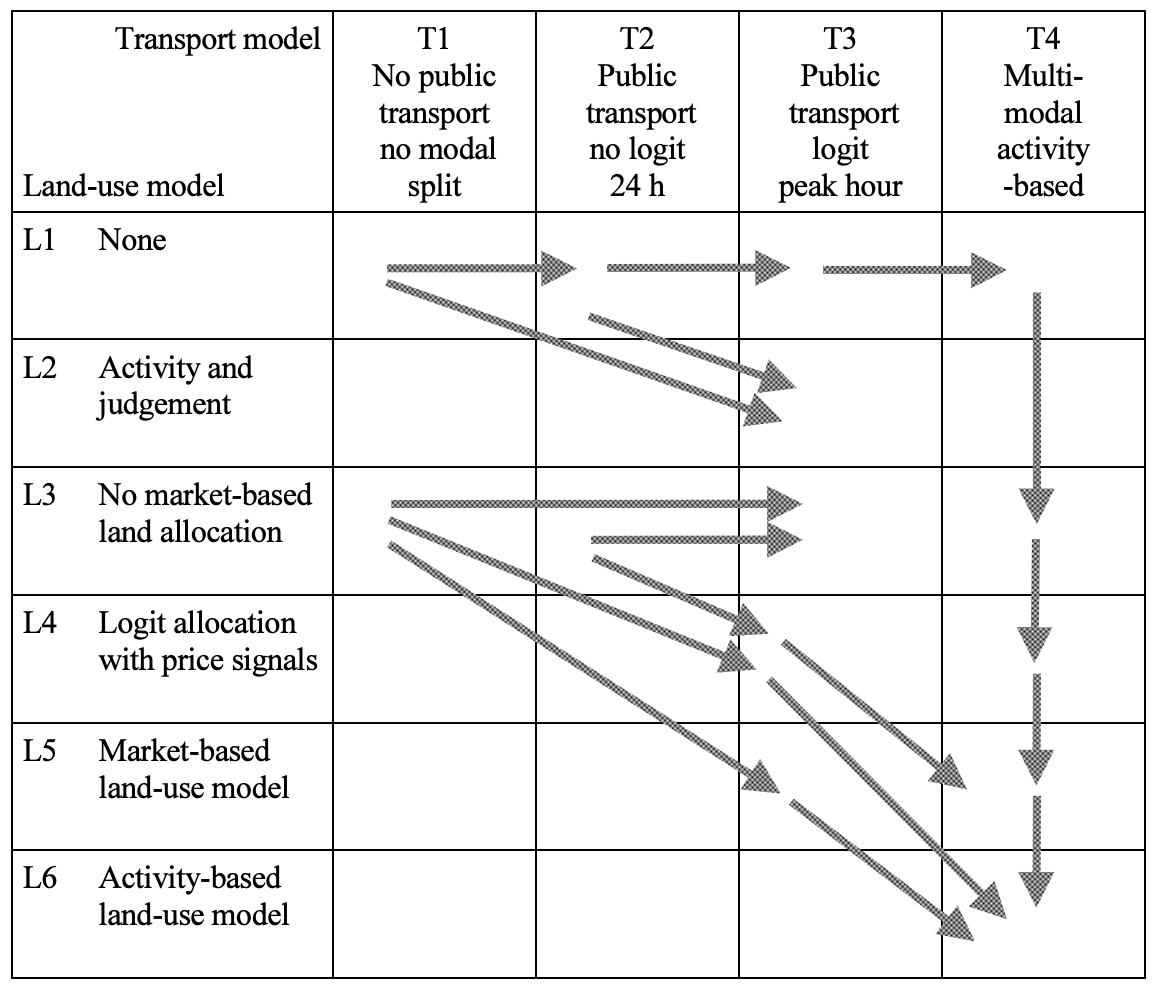 Transport model
Land-use model
T1
No public
transport
no modal
split
T2
Public
transport
no logit
24 h
T3
Public
transport
logit
peak hour
T4
Multi-
modal
activity
-based
L1 None
L2 Activity and
judgement
L3 No market-based
land allocation
L4 Logit allocation
with price signals
L5 Market-based
land-use model
L6 Activity-based
land-use model